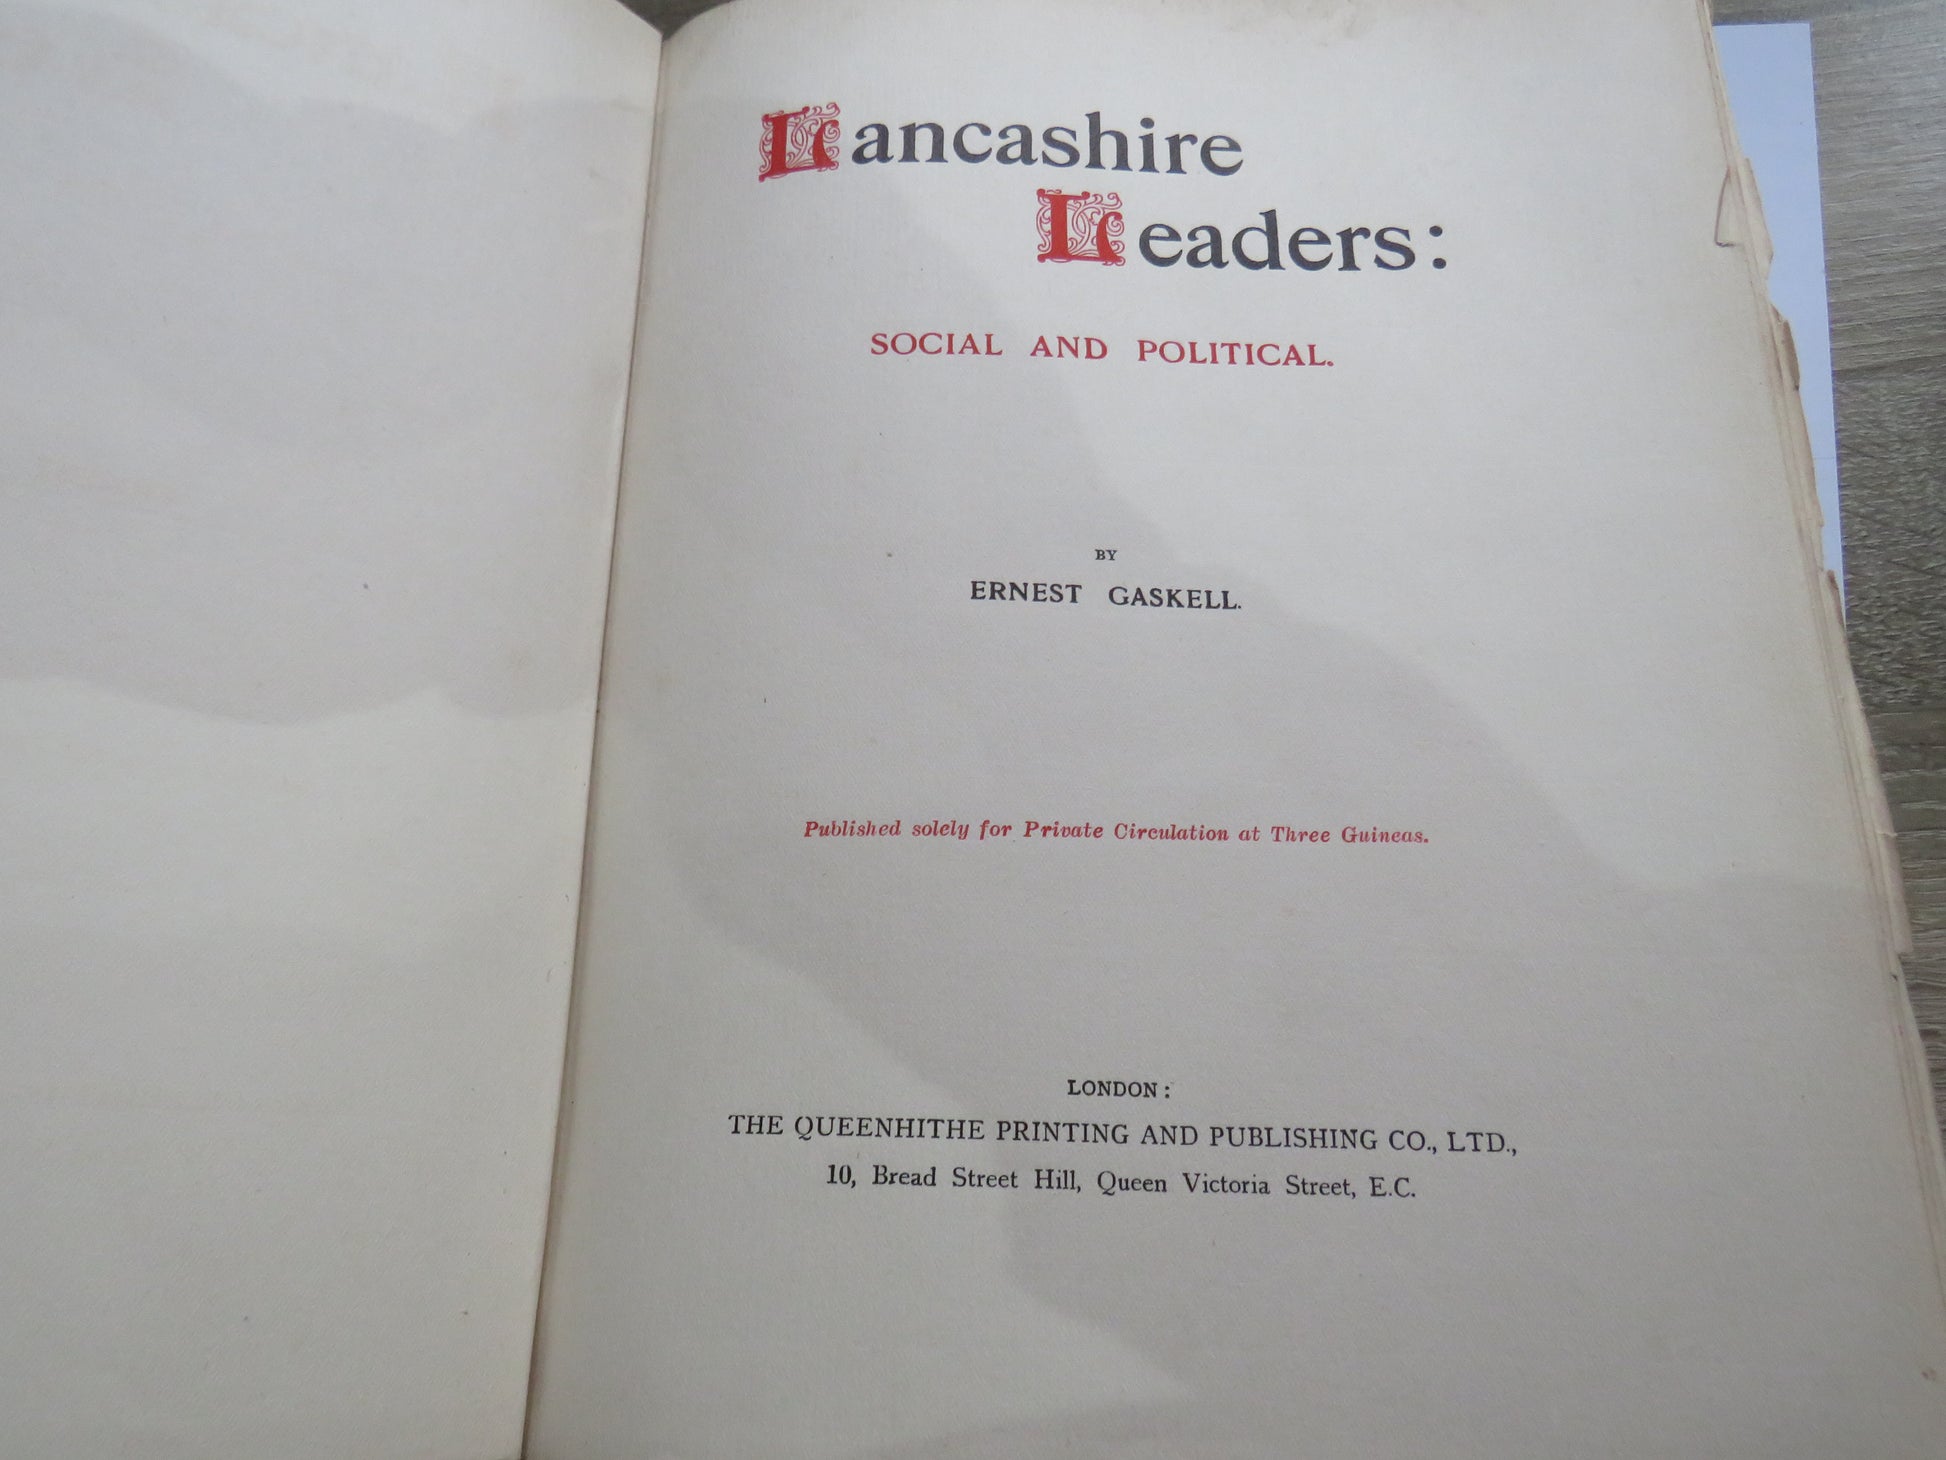 Lancashire
Leaders:
SOCIAL AND POLITICAL.
BY
ERNEST GASKELL.
Published solely for Private Circulation at Three Guineas.
LONDON:
THE QUEENHITHE PRINTING AND PUBLISHING CO., LTD.,
10, Bread Street Hill, Queen Victoria Street, E.C.